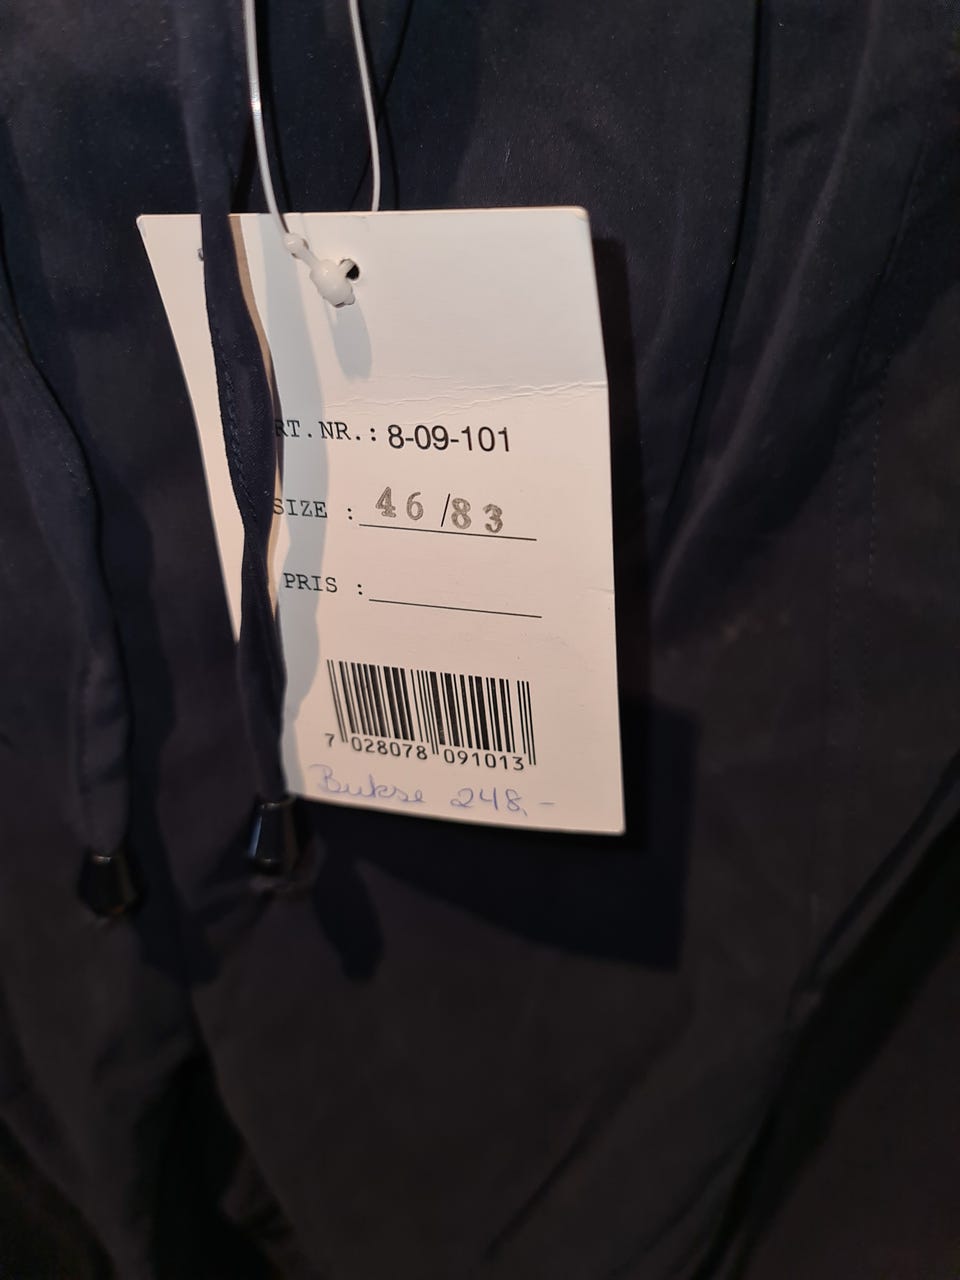 RT.NR.: 8-09-101
SIZE : 46/83
PRIS :
7 028078 091013
Bukse 248,-